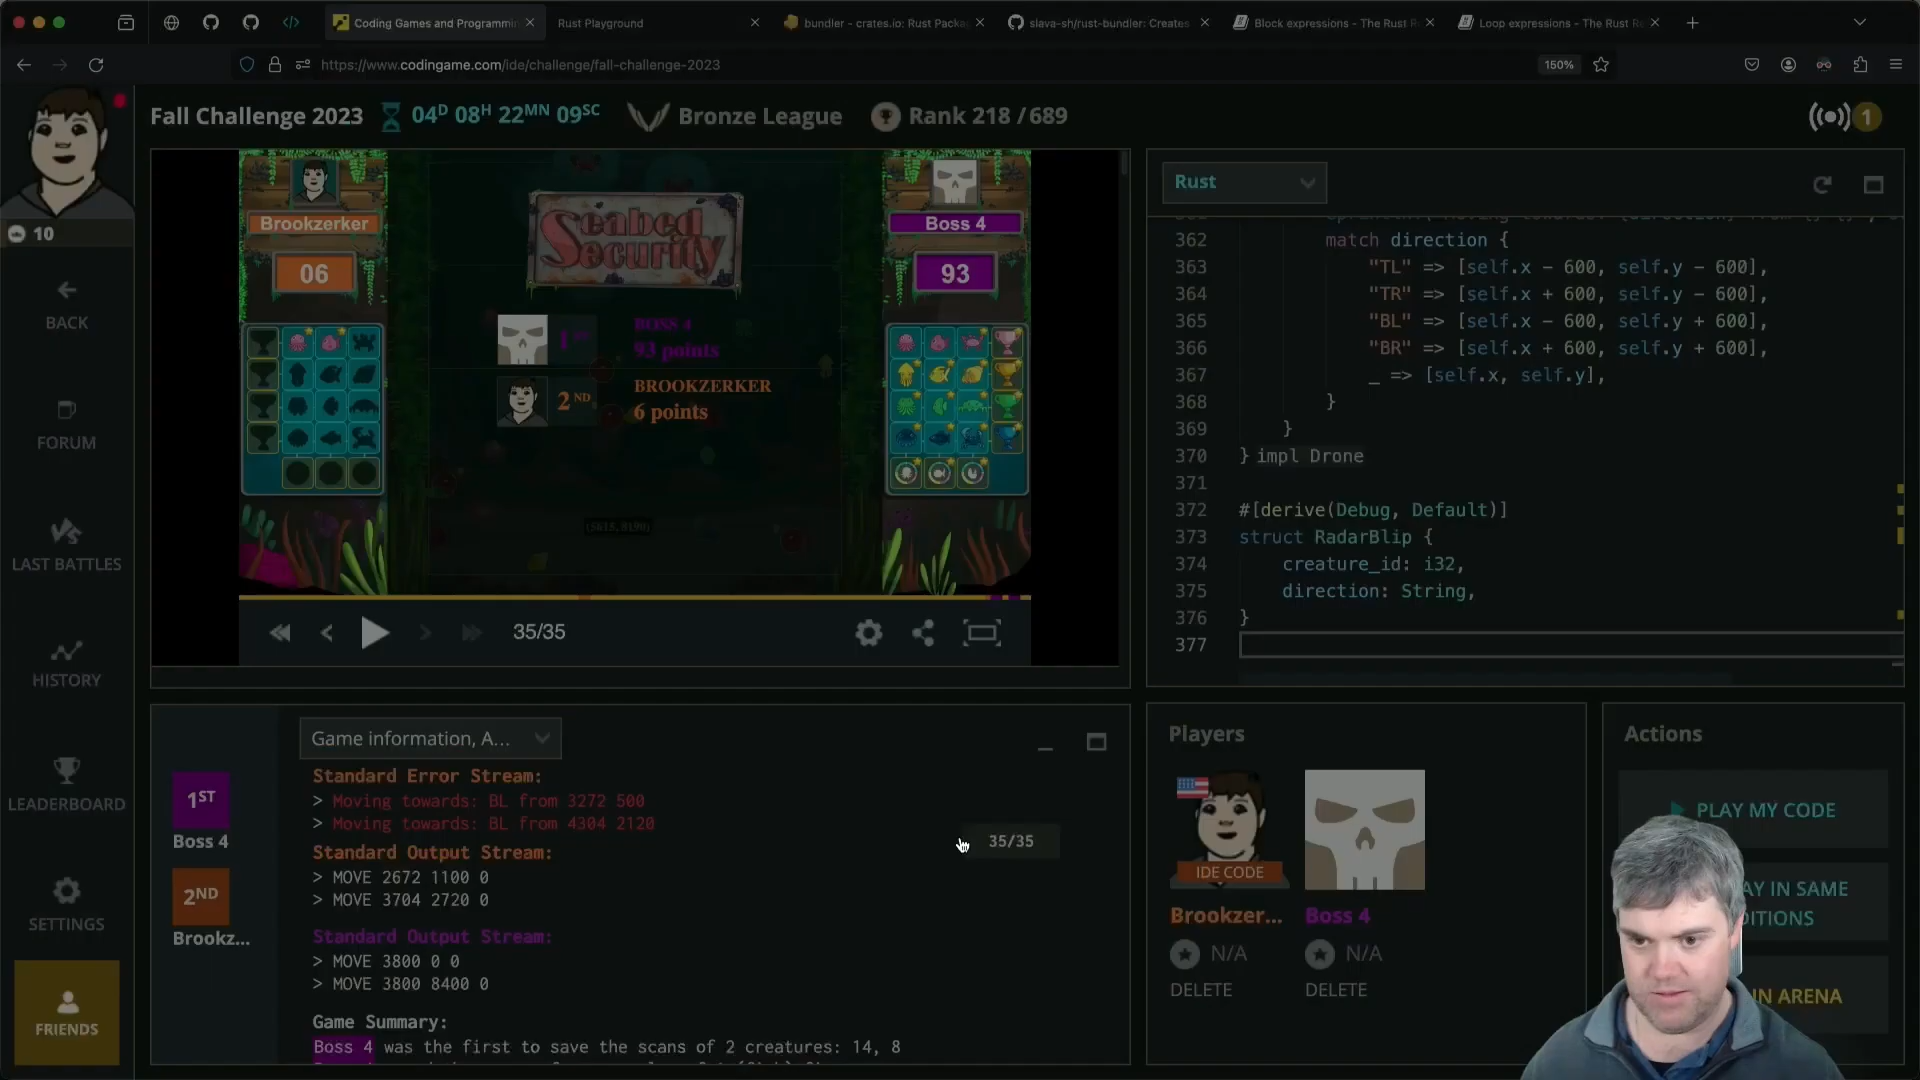 Coding Games and Programmi
Rust Playground
bundler - crates.io: Rust Packa
slava-sh/rust-bundler: Creates
Block expressions - The Rust R
Loop expressions - The Rust R
https://www.codingame.com/ide/challenge/fall-challenge-2023
150%
Fall Challenge 2023
04D 08H 22MN 09SC
Bronze League
Rank 218 / 689
1
10
BACK
FORUM
LAST BATTLES
HISTORY
LEADERBOARD
SETTINGS
FRIENDS
Brookzerker
06
Seabed
Security
Boss 4
93
1ST
BOSS 4
93 points
2ND
BROOKZERKER
6 points
35/35
Rust
362 match direction {
363 "TL" => [self.x - 600, self.y - 600],
364 "TR" => [self.x + 600, self.y - 600],
365 "BL" => [self.x - 600, self.y + 600],
366 "BR" => [self.x + 600, self.y + 600],
367 _ => [self.x, self.y],
368 }
369 }
370 } impl Drone
371
372 #[derive(Debug, Default)]
373 struct RadarBlip {
374 creature_id: i32,
375 direction: String,
376 }
377
1ST
Boss 4
2ND
Brookz...
Game information, A...
Standard Error Stream:
> Moving towards: BL from 3272 500
> Moving towards: BL from 4304 2120
Standard Output Stream:
> MOVE 2672 1100 0
> MOVE 3704 2720 0
Standard Output Stream:
> MOVE 3800 0 0
> MOVE 3800 8400 0
Game Summary:
Boss 4 was the first to save the scans of 2 creatures: 14, 8
35/35
Players
IDE CODE
Brookzer...
Boss 4
N/A
N/A
DELETE
DELETE
Actions
PLAY MY CODE
AY IN SAME
DITIONS
IN ARENA